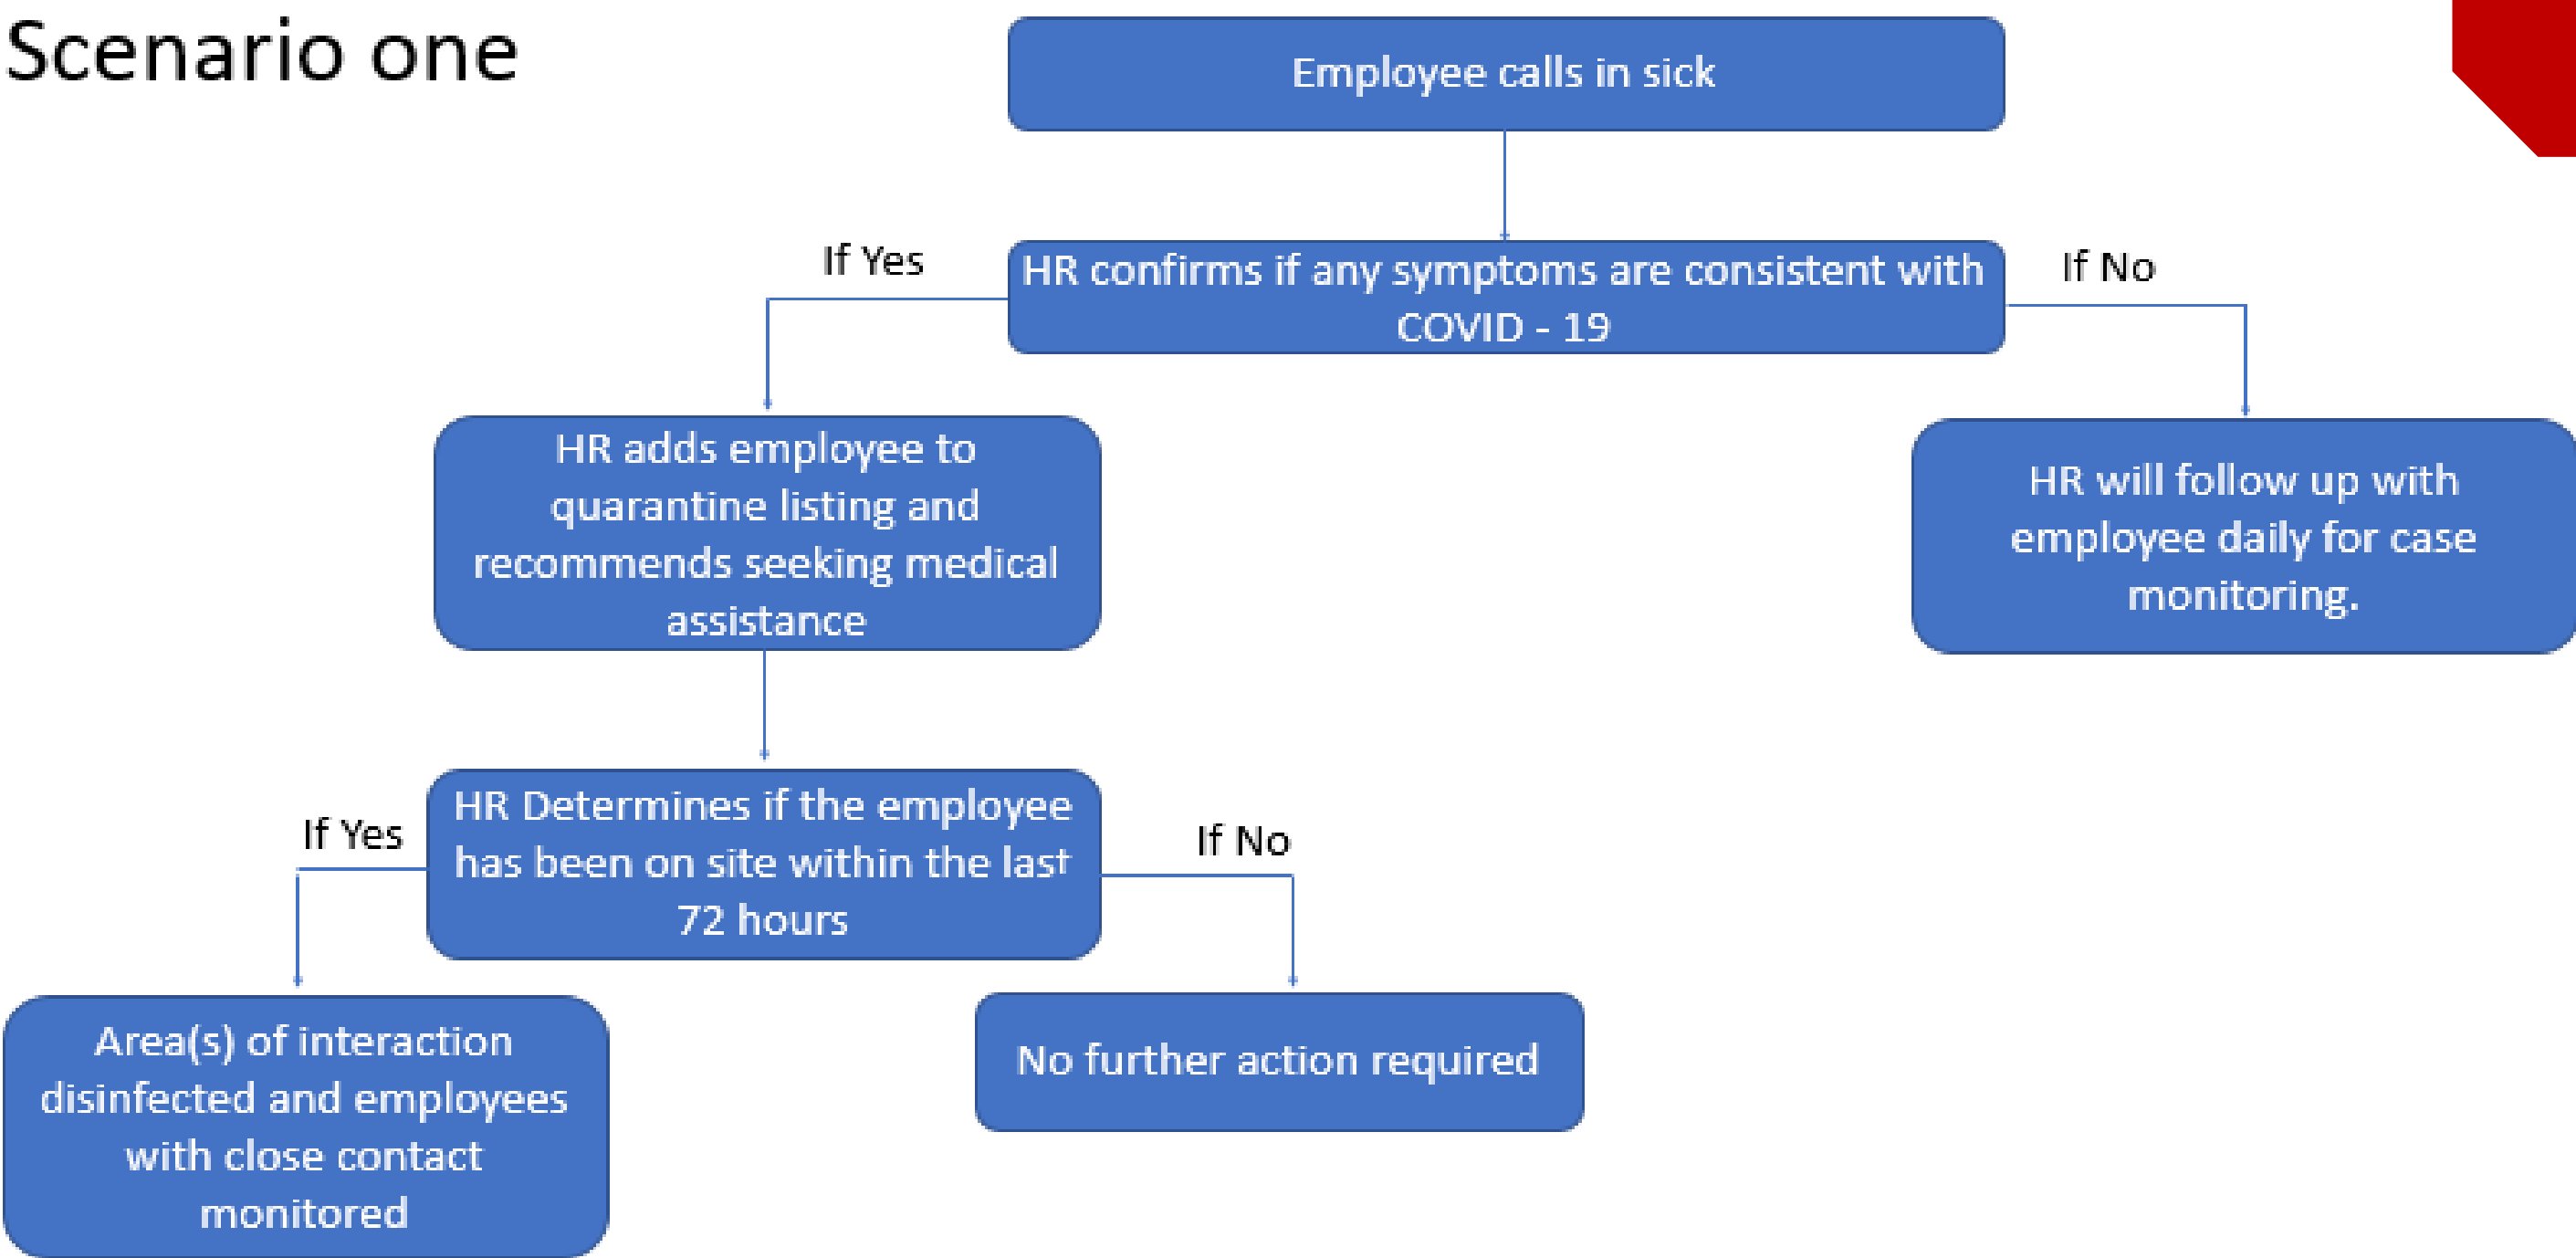 Scenario one
Employee calls in sick
If Yes
HR confirms if any symptoms are consistent with
COVID - 19
If No
HR adds employee to
quarantine listing and
recommends seeking medical
assistance
HR will follow up with
employee daily for case
monitoring.
If Yes
HR Determines if the employee
has been on site within the last
72 hours
If No
Area(s) of interaction
disinfected and employees
with close contact
monitored
No further action required